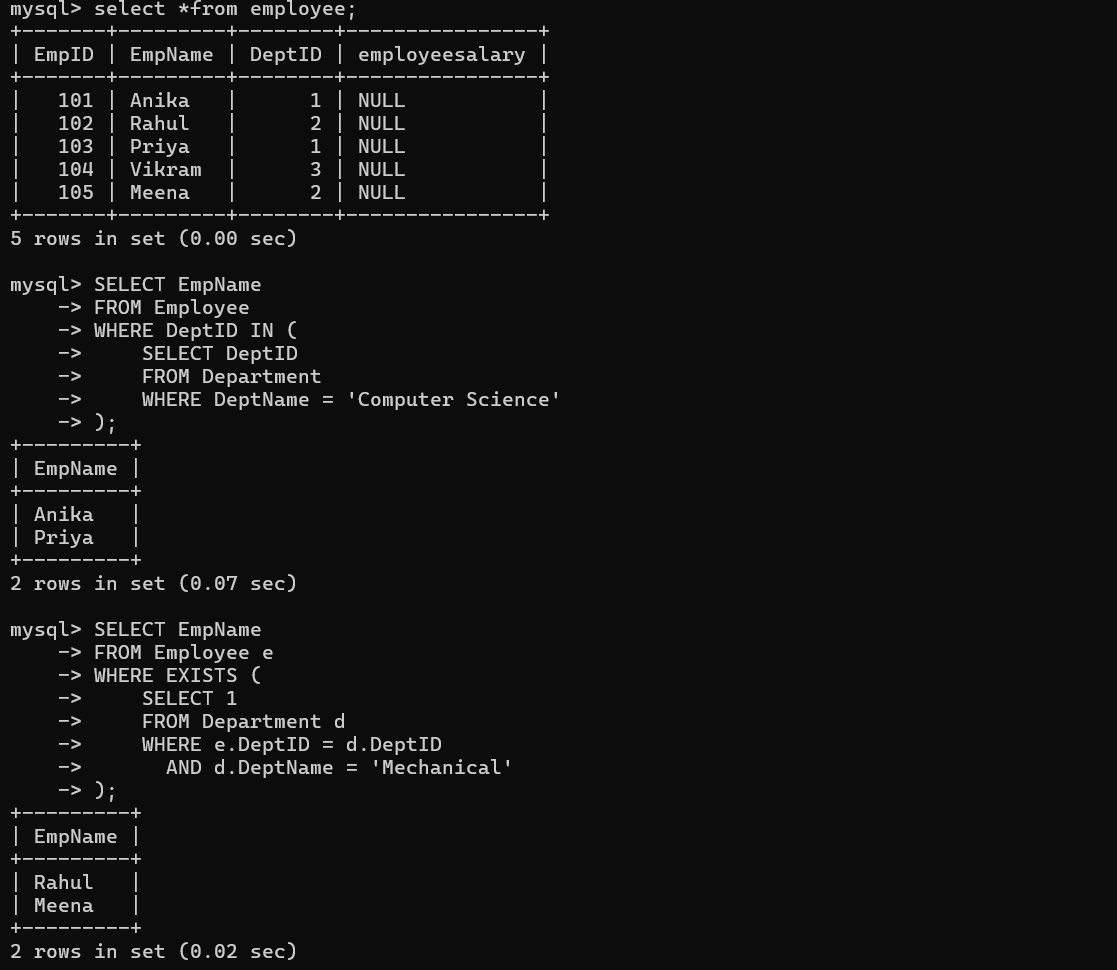 mysql> select *from employee;
+-------+---------+--------+----------------+
| EmpID | EmpName | DeptID | employeesalary |
+-------+---------+--------+----------------+
|   101 | Anika   |      1 | NULL           |
|   102 | Rahul   |      2 | NULL           |
|   103 | Priya   |      1 | NULL           |
|   104 | Vikram  |      3 | NULL           |
|   105 | Meena   |      2 | NULL           |
+-------+---------+--------+----------------+
5 rows in set (0.00 sec)

mysql> SELECT EmpName
    -> FROM Employee
    -> WHERE DeptID IN (
    ->     SELECT DeptID
    ->     FROM Department
    ->     WHERE DeptName = 'Computer Science'
    -> );
+---------+
| EmpName |
+---------+
| Anika   |
| Priya   |
+---------+
2 rows in set (0.07 sec)

mysql> SELECT EmpName
    -> FROM Employee e
    -> WHERE EXISTS (
    ->     SELECT 1
    ->     FROM Department d
    ->     WHERE e.DeptID = d.DeptID
    ->       AND d.DeptName = 'Mechanical'
    -> );
+---------+
| EmpName |
+---------+
| Rahul   |
| Meena   |
+---------+
2 rows in set (0.02 sec)